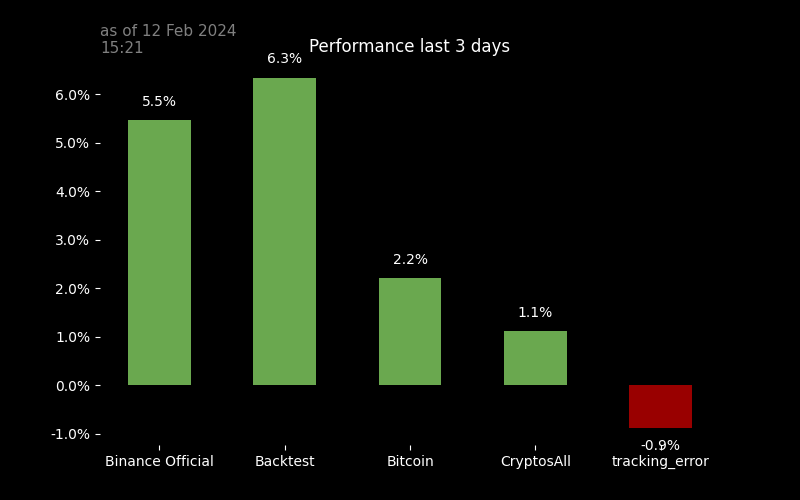 as of 12 Feb 2024
15:21
Performance last 3 days
6.3%
5.5%
2.2%
1.1%
-0.9%
6.0%
5.0%
4.0%
3.0%
2.0%
1.0%
0.0%
-1.0%
Binance Official
Backtest
Bitcoin
CryptosAll
tracking_error